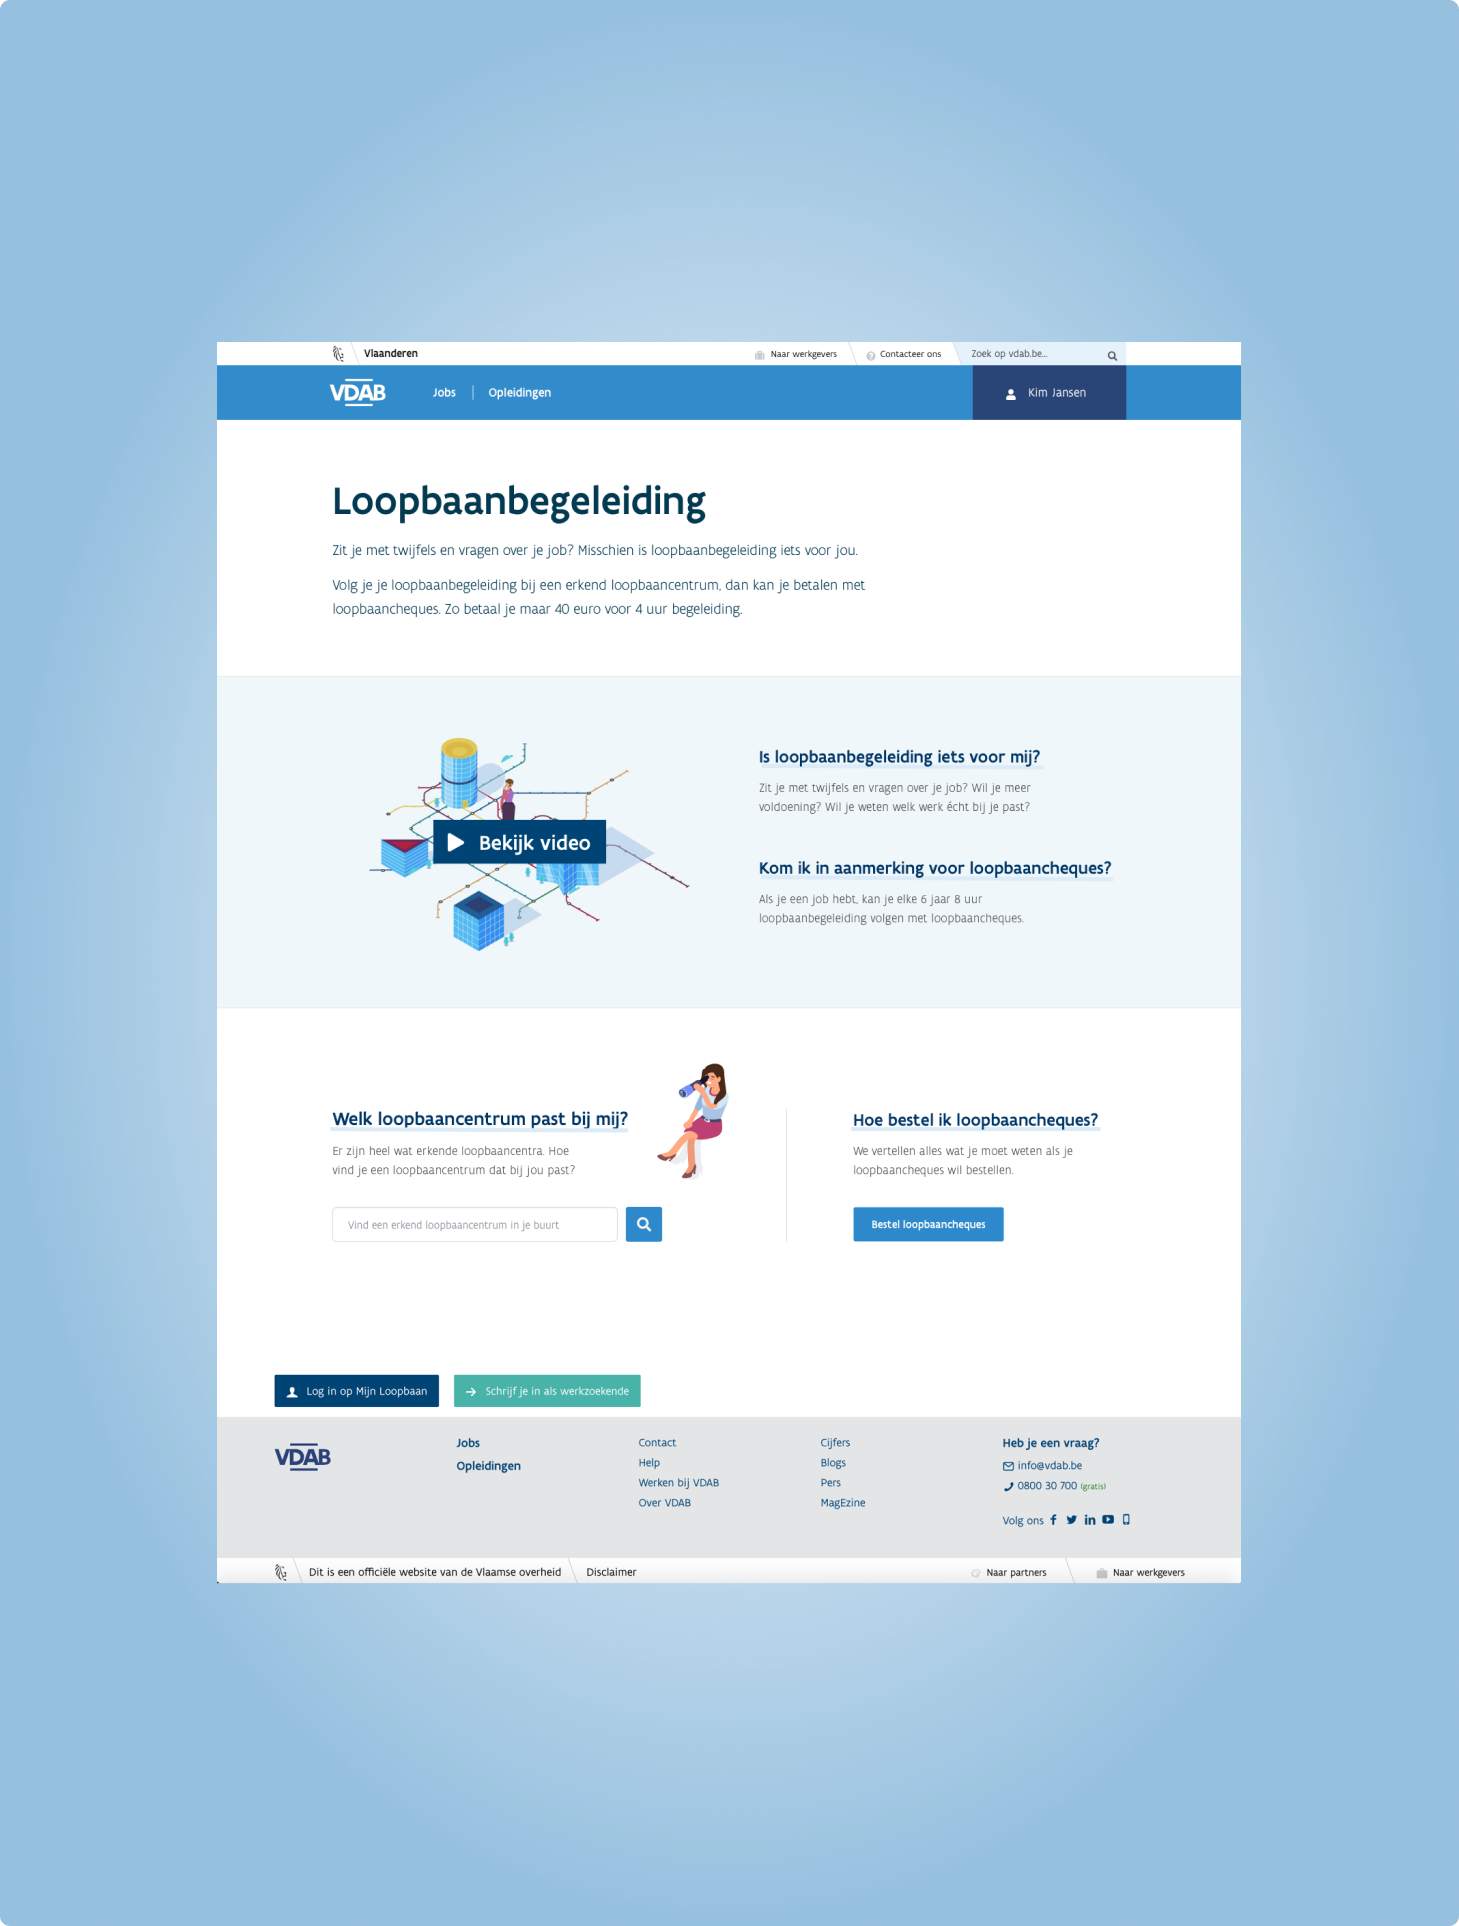 Vlaanderen
Naar werkgevers
Contacteer ons
Zoek op vdab.be...
VDAB
Jobs
Opleidingen
Kim Jansen
Loopbaanbegeleiding
Zit je met twijfels en vragen over je job? Misschien is loopbaanbegeleiding iets voor jou.
Volg je je loopbaanbegeleiding bij een erkend loopbaancentrum, dan kan je betalen met
loopbaancheques. Zo betaal je maar 40 euro voor 4 uur begeleiding.
Bekijk video
Is loopbaanbegeleiding iets voor mij?
Zit je met twijfels en vragen over je job? Wil je meer
voldoening? Wil je weten welk werk écht bij je past?
Kom ik in aanmerking voor loopbaancheques?
Als je een job hebt, kan je elke 6 jaar 8 uur
loopbaanbegeleiding volgen met loopbaancheques.
Welk loopbaancentrum past bij mij?
Er zijn heel wat erkende loopbaancentra. Hoe
vind je een loopbaancentrum dat bij jou past?
Vind een erkend loopbaancentrum in je buurt
Hoe bestel ik loopbaancheques?
We vertellen alles wat je moet weten als je
loopbaancheques wil bestellen.
Bestel loopbaancheques
Log in op Mijn Loopbaan
Schrijf je in als werkzoekende
VDAB
Jobs
Opleidingen
Contact
Help
Werken bij VDAB
Over VDAB
Cijfers
Blogs
Pers
MagEzine
Heb je een vraag?
info@vdab.be
0800 30 700 (gratis)
Volg ons
Dit is een officiële website van de Vlaamse overheid
Disclaimer
Naar partners
Naar werkgevers